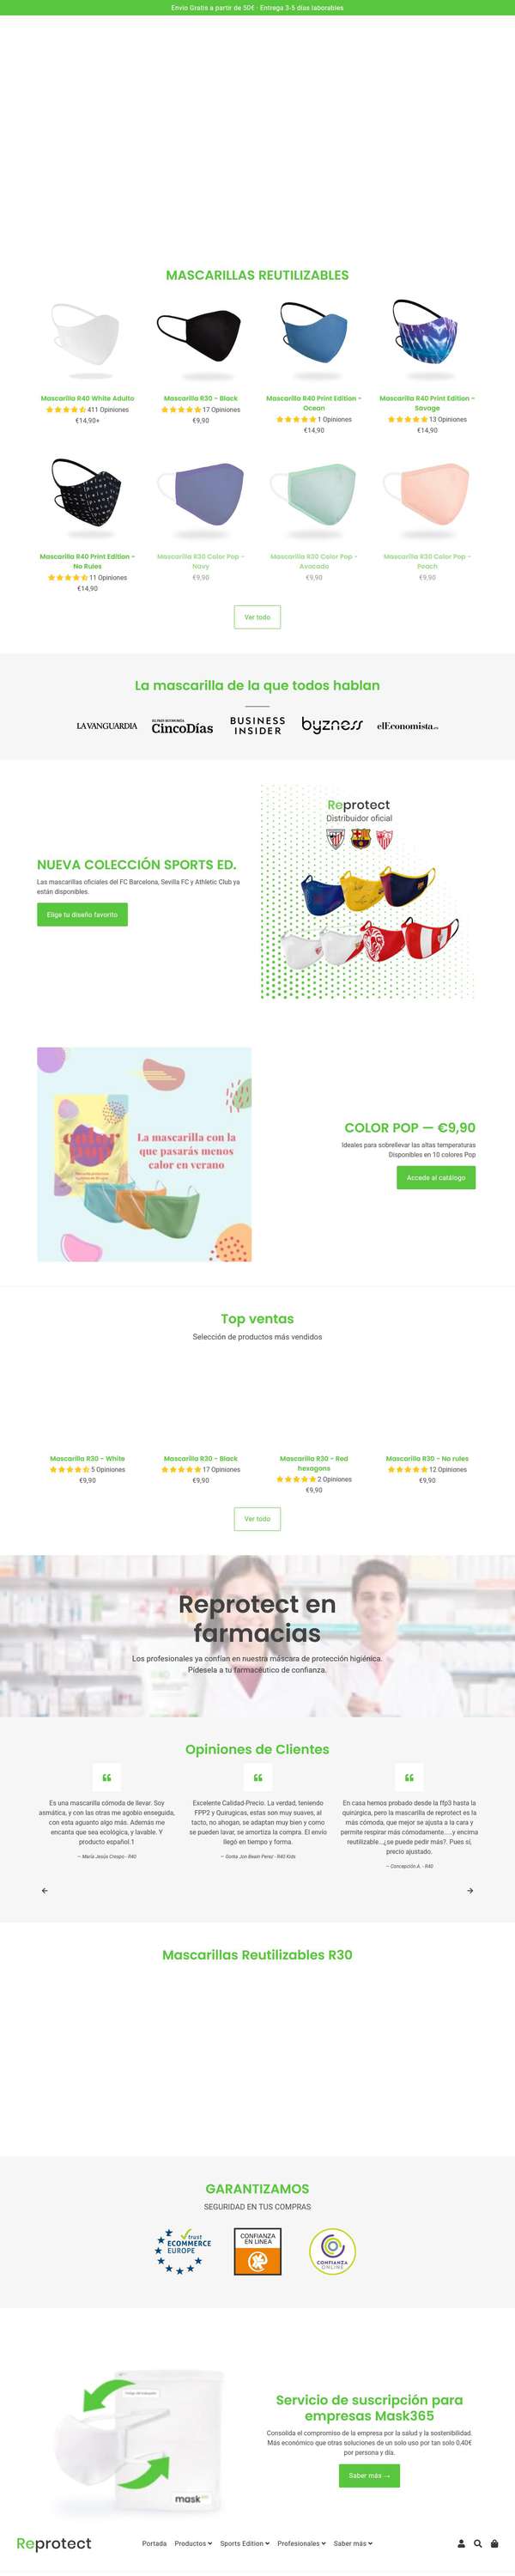 Envío Gratis a partir de 50€ · Entrega 3-5 días laborables
MASCARILLAS REUTILIZABLES
Mascarilla R40 White Adulto
411 Opiniones
€14,90+
Mascarilla R30 - Black
17 Opiniones
€9,90
Mascarilla R40 Print Edition -
Ocean
1 Opiniones
€14,90
Mascarilla R40 Print Edition -
Savage
13 Opiniones
€14,90
Mascarilla R40 Print Edition -
No Rules
11 Opiniones
€14,90
Mascarilla R30 Color Pop -
Navy
€9,90
Mascarilla R30 Color Pop -
Avocado
€9,90
Mascarilla R30 Color Pop -
Peach
€9,90
Ver todo
La mascarilla de la que todos hablan
LA VANGUARDIA
CincoDías
BUSINESS
INSIDER
byzness
elEconomista.es
NUEVA COLECCIÓN SPORTS ED.
Las mascarillas oficiales del FC Barcelona, Sevilla FC y Athletic Club ya
están disponibles.
Elige tu diseño favorito
Reprotect
Distribuidor oficial
color
pop
La mascarilla con la
que pasarás menos
calor en verano
COLOR POP — €9,90
Ideales para sobrellevar las altas temperaturas
Disponibles en 10 colores Pop
Accede al catálogo
Top ventas
Selección de productos más vendidos
Mascarilla R30 - White
5 Opiniones
€9,90
Mascarilla R30 - Black
17 Opiniones
€9,90
Mascarilla R30 - Red
hexagons
2 Opiniones
€9,90
Mascarilla R30 - No rules
12 Opiniones
€9,90
Ver todo
Reprotect en
farmacias
Los profesionales ya confían en nuestra máscara de protección higiénica.
Pídesela a tu farmacéutico de confianza.
Opiniones de Clientes
Es una mascarilla cómoda de llevar. Soy
asmática, y con las otras me agobio enseguida,
con esta aguanto algo más. Además me
encanta que sea ecológica, y lavable. Y
producto español.1
— María Jesús Crespo - R40
Excelente Calidad-Precio. La verdad, teniendo
FPP2 y Quirugicas, estas son muy suaves, al
tacto, no ahogan, se adaptan muy bien y como
se pueden lavar, se amortiza la compra. El envío
llegó en tiempo y forma.
— Gorka Jon Beain Perez - R40 Kids
En casa hemos probado desde la ffp3 hasta la
quirúrgica, pero la mascarilla de reprotect es la
más cómoda, que mejor se ajusta a la cara y
permite respirar más cómodamente.....y encima
reutilizable...¿se puede pedir más?. Pues sí,
precio ajustado.
— Concepción A. - R40
Mascarillas Reutilizables R30
GARANTIZAMOS
SEGURIDAD EN TUS COMPRAS
trust
ECOMMERCE
EUROPE
CONFIANZA
EN LÍNEA
CONFIANZA
ONLINE
mask
Servicio de suscripción para
empresas Mask365
Consolida el compromiso de la empresa por la salud y la sostenibilidad.
Más económico que otras soluciones de un solo uso por tan solo 0,40€
por persona y día.
Saber más →
Reprotect
Portada
Productos
Sports Edition
Profesionales
Saber más